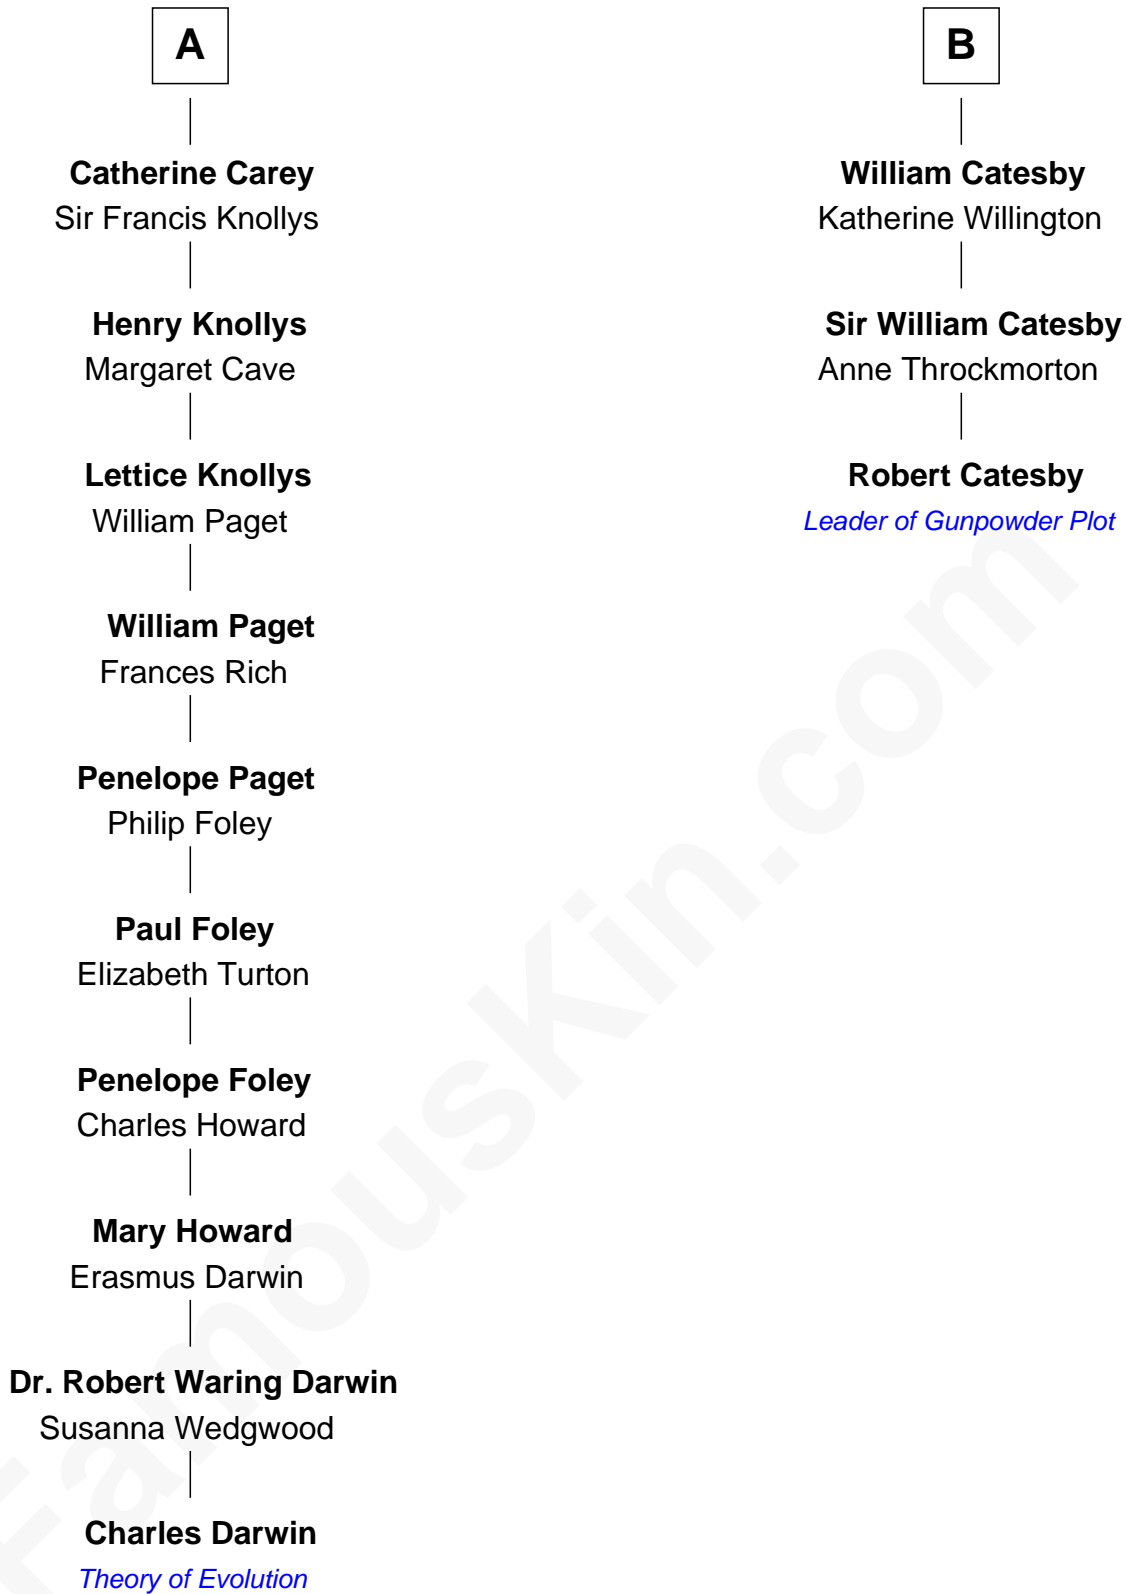 A
Catherine Carey
Sir Francis Knollys
Henry Knollys
Margaret Cave
Lettice Knollys
William Paget
William Paget
Frances Rich
Penelope Paget
Philip Foley
Paul Foley
Elizabeth Turton
Penelope Foley
Charles Howard
Mary Howard
Erasmus Darwin
Dr. Robert Waring Darwin
Susanna Wedgwood
Charles Darwin
Theory of Evolution
B
William Catesby
Katherine Willington
Sir William Catesby
Anne Throckmorton
Robert Catesby
Leader of Gunpowder Plot
FamousKin.com